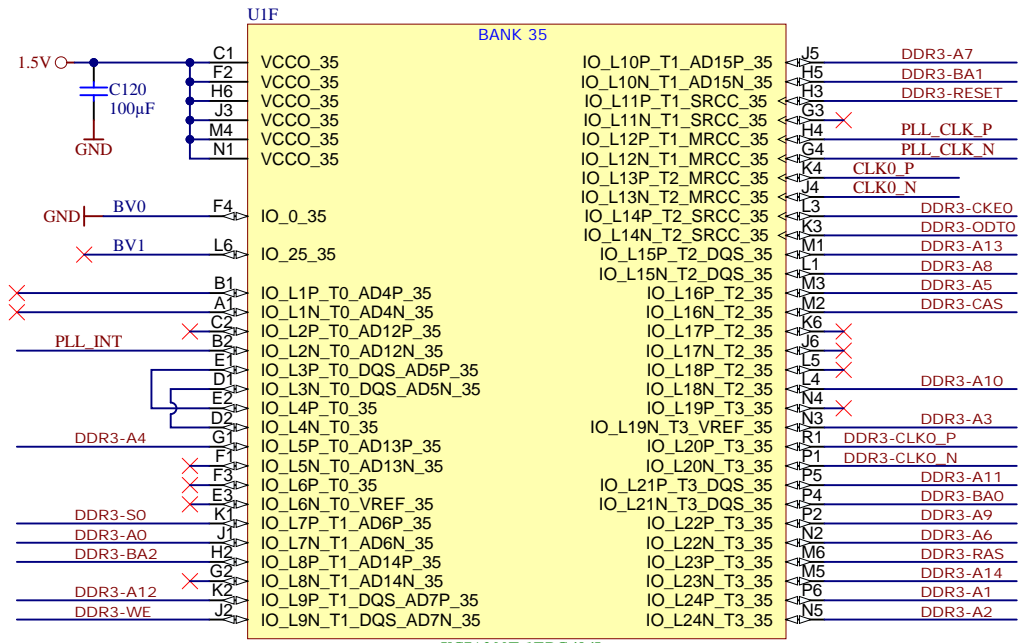 U1F
BANK 35
1.5V
C120
100µF
GND
C1 VCCO_35
F2 VCCO_35
H6 VCCO_35
J3 VCCO_35
M4 VCCO_35
N1 VCCO_35
GND BV0 F4 IO_0_35
BV1 L6 IO_25_35
B1 IO_L1P_T0_AD4P_35
A1 IO_L1N_T0_AD4N_35
C2 IO_L2P_T0_AD12P_35
PLL_INT B2 IO_L2N_T0_AD12N_35
E1 IO_L3P_T0_DQS_AD5P_35
D1 IO_L3N_T0_DQS_AD5N_35
E2 IO_L4P_T0_35
D2 IO_L4N_T0_35
DDR3-A4 G1 IO_L5P_T0_AD13P_35
F1 IO_L5N_T0_AD13N_35
F3 IO_L6P_T0_35
E3 IO_L6N_T0_VREF_35
DDR3-S0 K1 IO_L7P_T1_AD6P_35
DDR3-A0 J1 IO_L7N_T1_AD6N_35
DDR3-BA2 H2 IO_L8P_T1_AD14P_35
G2 IO_L8N_T1_AD14N_35
DDR3-A12 K2 IO_L9P_T1_DQS_AD7P_35
DDR3-WE J2 IO_L9N_T1_DQS_AD7N_35
IO_L10P_T1_AD15P_35 J5 DDR3-A7
IO_L10N_T1_AD15N_35 H5 DDR3-BA1
IO_L11P_T1_SRCC_35 H3 DDR3-RESET
IO_L11N_T1_SRCC_35 G3
IO_L12P_T1_MRCC_35 H4 PLL_CLK_P
IO_L12N_T1_MRCC_35 G4 PLL_CLK_N
IO_L13P_T2_MRCC_35 K4 CLK0_P
IO_L13N_T2_MRCC_35 J4 CLK0_N
IO_L14P_T2_SRCC_35 L3 DDR3-CKE0
IO_L14N_T2_SRCC_35 K3 DDR3-ODT0
IO_L15P_T2_DQS_35 M1 DDR3-A13
IO_L15N_T2_DQS_35 L1 DDR3-A8
IO_L16P_T2_35 M3 DDR3-A5
IO_L16N_T2_35 M2 DDR3-CAS
IO_L17P_T2_35 K6
IO_L17N_T2_35 J6
IO_L18P_T2_35 L5
IO_L18N_T2_35 L4 DDR3-A10
IO_L19P_T3_35 N4
IO_L19N_T3_VREF_35 N3 DDR3-A3
IO_L20P_T3_35 R1 DDR3-CLK0_P
IO_L20N_T3_35 P1 DDR3-CLK0_N
IO_L21P_T3_DQS_35 P5 DDR3-A11
IO_L21N_T3_DQS_35 P4 DDR3-BA0
IO_L22P_T3_35 P2 DDR3-A9
IO_L22N_T3_35 N2 DDR3-A6
IO_L23P_T3_35 M6 DDR3-RAS
IO_L23N_T3_35 M5 DDR3-A14
IO_L24P_T3_35 P6 DDR3-A1
IO_L24N_T3_35 N5 DDR3-A2